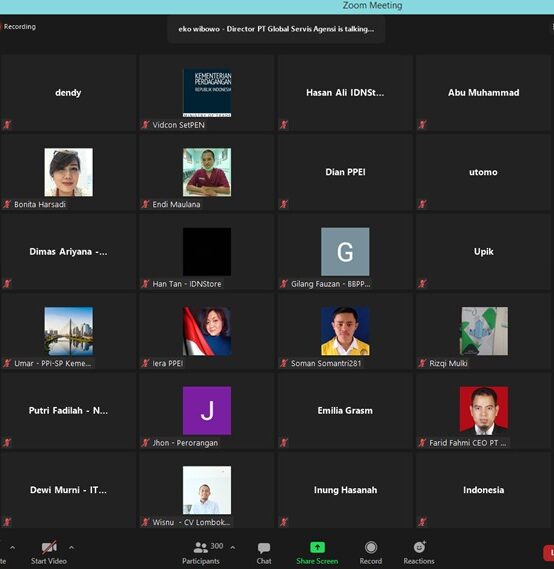 Zoom Meeting
Recording
eko wibowo - Director PT Global Servis Agensi is talking...
dendy
KEMENTERIAN
PERDAGANGAN
REPUBLIK INDONESIA
Vidcon SetPEN
Hasan Ali IDNSt...
Abu Muhammad
Bonita Harsadi
Endi Maulana
Dian PPEI
utomo
Dimas Ariyana -...
Han Tan - IDNStore
G
Gilang Fauzan - BBPP...
Upik
Umar - PPI-SP Keme...
lera PPEI
Soman Somantri281
Rizqi Mulki
Putri Fadilah - N...
J
Jhon - Perorangan
Emilia Grasm
Farid Fahmi CEO PT ...
Dewi Murni - IT...
Wisnu - CV Lombok...
Inung Hasanah
Indonesia
Start Video
Participants
300
Chat
Share Screen
Record
Reactions